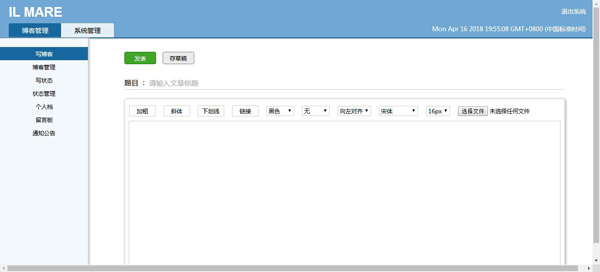 IL MARE
退出系统
博客管理 系统管理
Mon Apr 16 2018 19:55:08 GMT+0800 (中国标准时间)
写博客
博客管理
写状态
状态管理
个人档
留言板
通知公告
发表 存草稿
题目 ： 请输入文章标题
加粗 斜体 下划线 链接 黑色 无 向左对齐 宋体 16px 选择文件 未选择任何文件